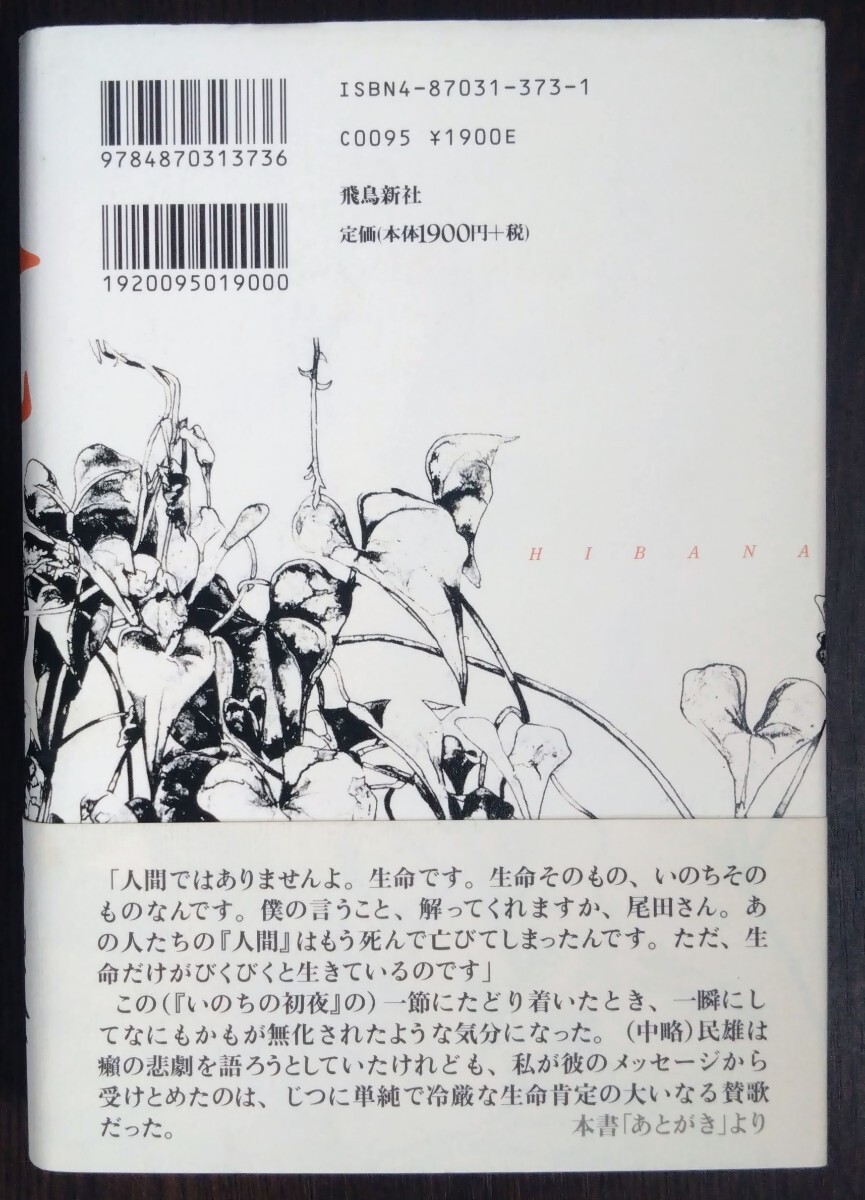 ISBN4-87031-373-1
C0095 ¥1900E
9784870313736
飛鳥新社
定価(本体1900円+税)
1920095019000
HIBANA
「人間ではありませんよ。生命です。生命そのもの、いのちその
ものなんです。僕の言うこと、解ってくれますか、尾田さん。あ
の人たちの『人間』はもう死んで亡びてしまったんです。ただ、生
命だけがびくびくと生きているのです」
この(『いのちの初夜』の)一節にたどり着いたとき、一瞬にし
てなにもかもが無化されたような気分になった。(中略)民雄は
癩の悲劇を語ろうとしていたけれども、私が彼のメッセージから
受けとめたのは、じつに単純で冷厳な生命肯定の大いなる賛歌
だった。
本書「あとがき」より